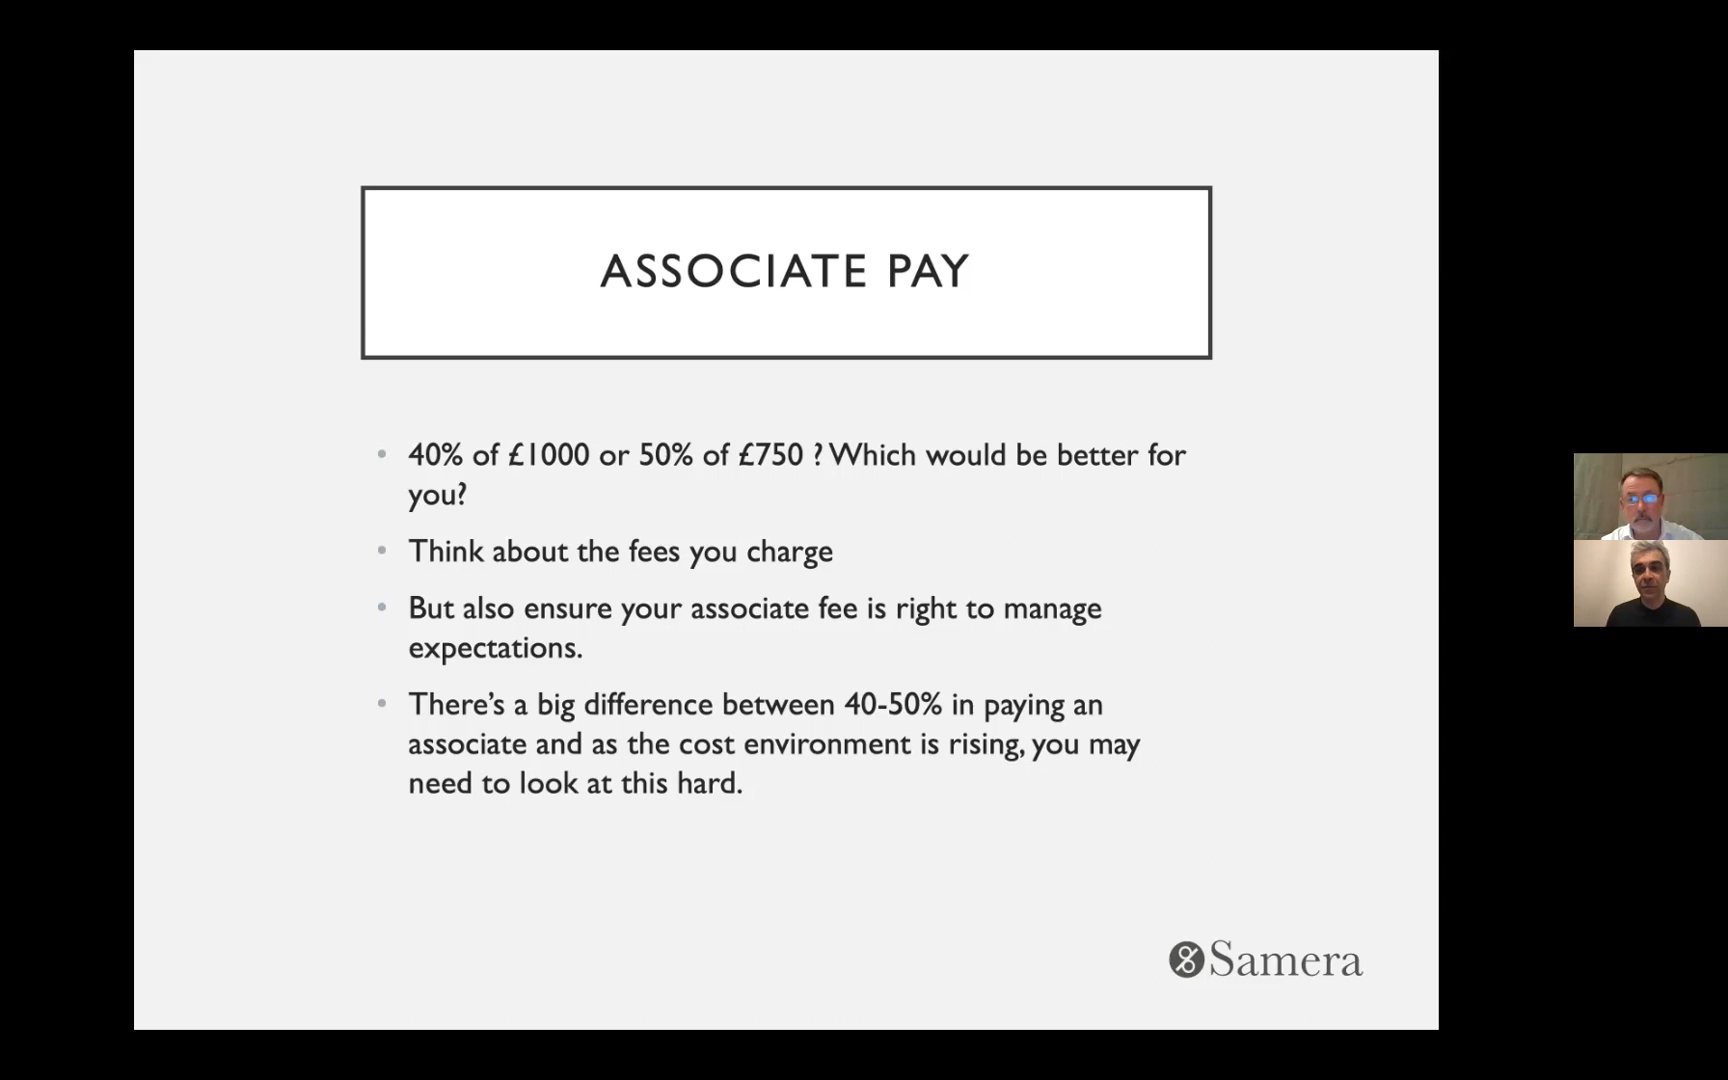 ASSOCIATE PAY
• 40% of £1000 or 50% of £750 ? Which would be better for
you?
• Think about the fees you charge
• But also ensure your associate fee is right to manage
expectations.
• There’s a big difference between 40-50% in paying an
associate and as the cost environment is rising, you may
need to look at this hard.
Samera